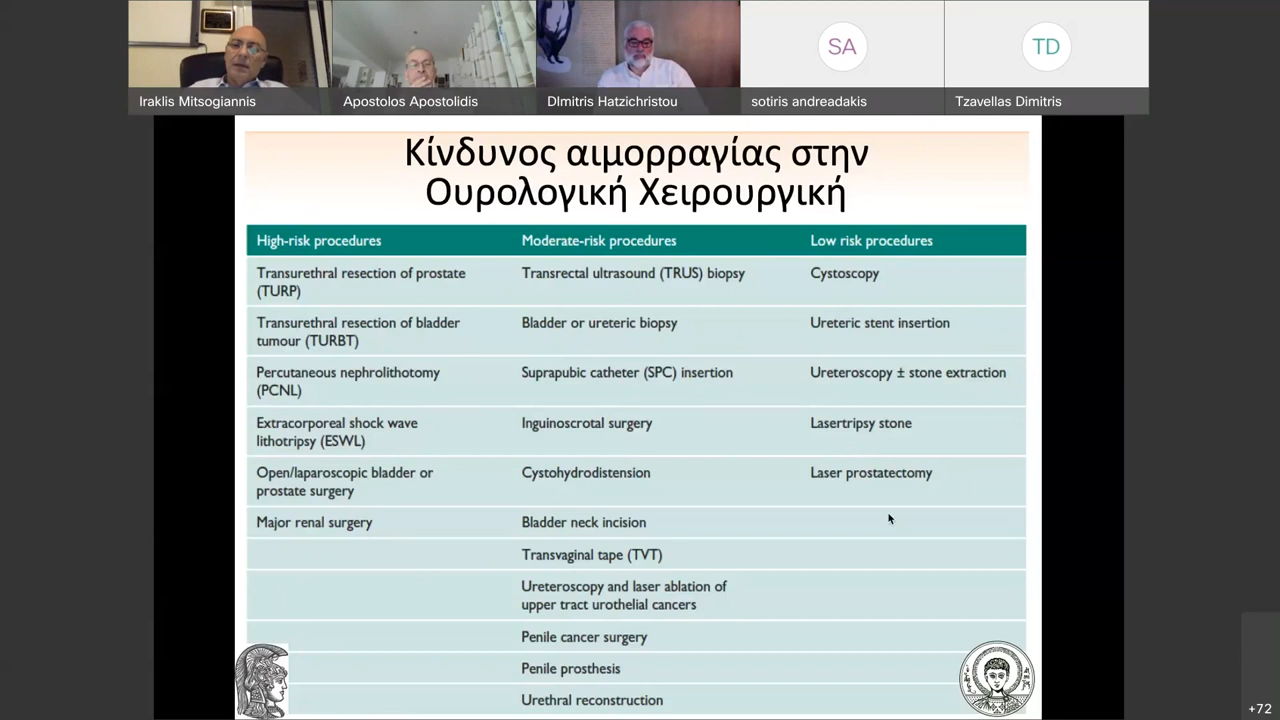 SA
TD
Iraklis Mitsogiannis
Apostolos Apostolidis
DImitris Hatzichristou
sotiris andreadakis
Tzavellas Dimitris
Κίνδυνος αιμορραγίας στην
Ουρολογική Χειρουργική
High-risk procedures
Moderate-risk procedures
Low risk procedures
Transurethral resection of prostate
(TURP)
Transrectal ultrasound (TRUS) biopsy
Cystoscopy
Transurethral resection of bladder
tumour (TURBT)
Bladder or ureteric biopsy
Ureteric stent insertion
Percutaneous nephrolithotomy
(PCNL)
Suprapubic catheter (SPC) insertion
Ureteroscopy ± stone extraction
Extracorporeal shock wave
lithotripsy (ESWL)
Inguinoscrotal surgery
Lasertripsy stone
Open/laparoscopic bladder or
prostate surgery
Cystohydrodistension
Laser prostatectomy
Major renal surgery
Bladder neck incision
Transvaginal tape (TVT)
Ureteroscopy and laser ablation of
upper tract urothelial cancers
Penile cancer surgery
Penile prosthesis
Urethral reconstruction
+72